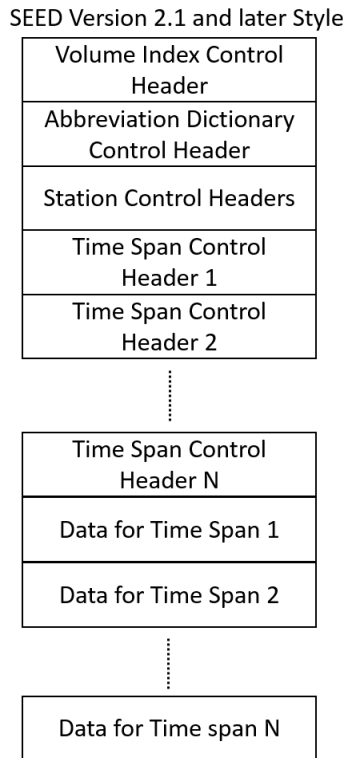 SEED Version 2.1 and later Style
Volume Index Control
Header
Abbreviation Dictionary
Control Header
Station Control Headers
Time Span Control
Header 1
Time Span Control
Header 2
Time Span Control
Header N
Data for Time Span 1
Data for Time Span 2
Data for Time span N